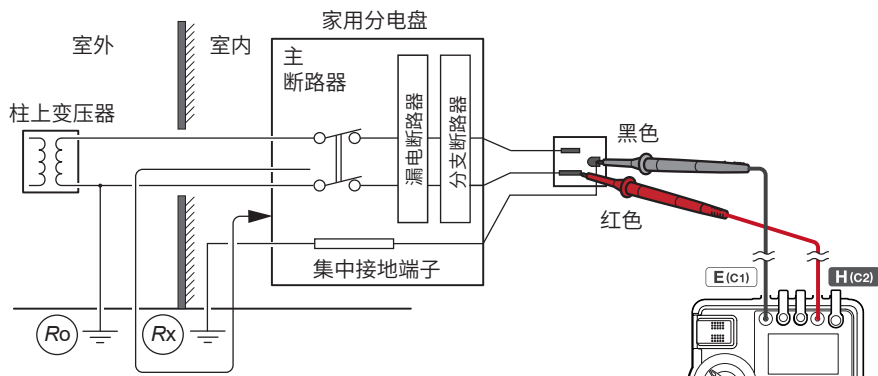 家用分电盘
室外
室内
主
断路器
柱上变压器
漏电断路器
分支断路器
黑色
红色
集中接地端子
E(C1)
H(C2)
Ro
Rx